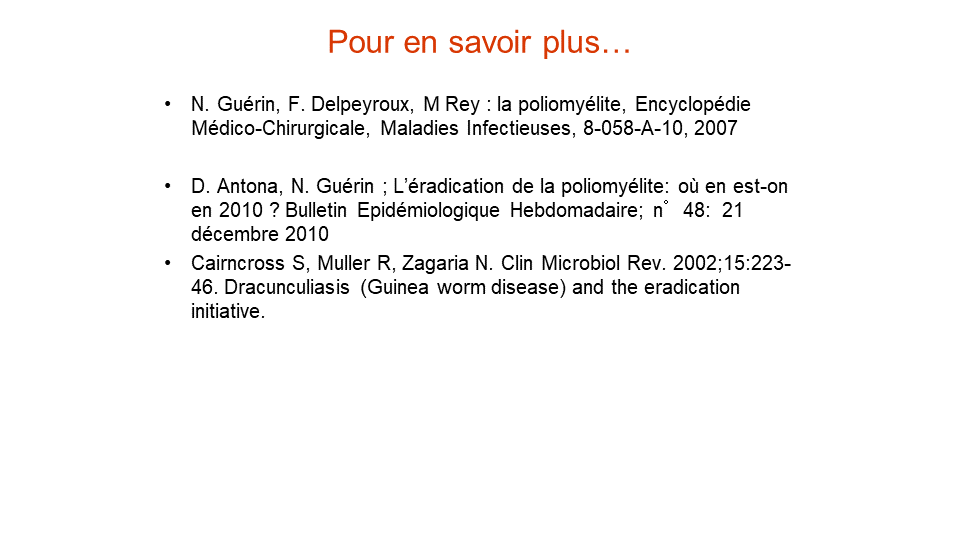 Pour en savoir plus…
• N. Guérin, F. Delpeyroux, M Rey : la poliomyélite, Encyclopédie
Médico-Chirurgicale, Maladies Infectieuses, 8-058-A-10, 2007
• D. Antona, N. Guérin ; L’éradication de la poliomyélite: où en est-on
en 2010 ? Bulletin Epidémiologique Hebdomadaire; n° 48: 21
décembre 2010
• Cairncross S, Muller R, Zagaria N. Clin Microbiol Rev. 2002;15:223-
46. Dracunculiasis (Guinea worm disease) and the eradication
initiative.